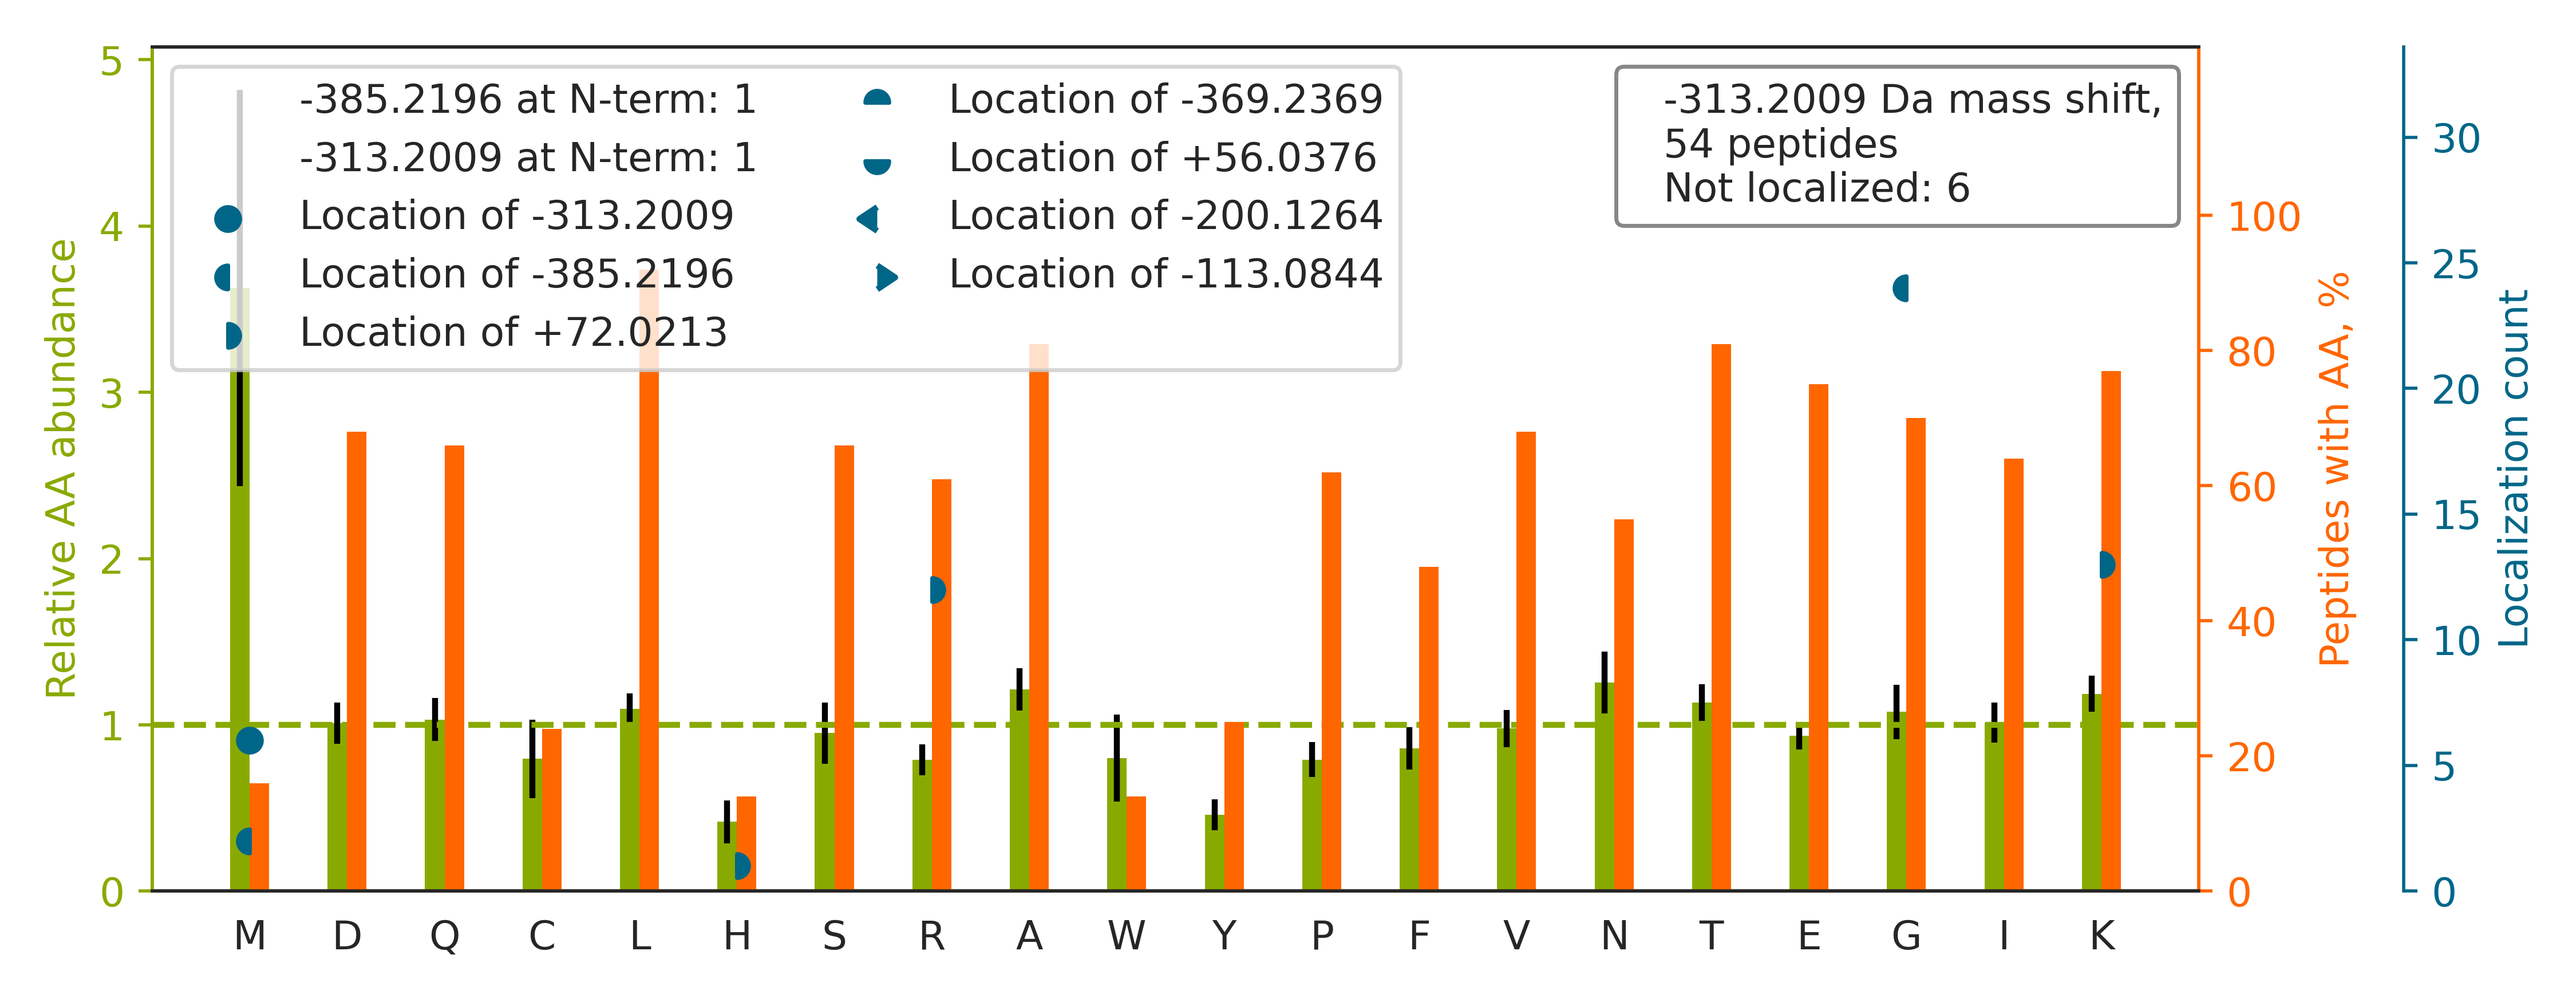 -385.2196 at N-term: 1
-313.2009 at N-term: 1
Location of -313.2009
Location of -385.2196
Location of +72.0213
Location of -369.2369
Location of +56.0376
Location of -200.1264
Location of -113.0844
-313.2009 Da mass shift,
54 peptides
Not localized: 6
Relative AA abundance
5
4
3
2
1
0
Peptides with AA, %
100
80
60
40
20
0
Localization count
30
25
20
15
10
5
0
M D Q C L H S R A W Y P F V N T E G I K